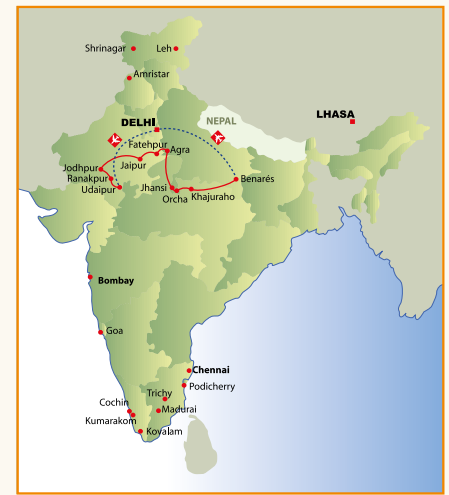 Shrinagar
Leh
Amristar
DELHI
NEPAL
LHASA
Fatehpur
Agra
Jaipur
Jodhpur
Ranakpur
Udaipur
Jhansi
Orcha
Khajuraho
Benarés
Bombay
Goa
Chennai
Podicherry
Trichy
Cochin
Madurai
Kumarakom
Kovalam